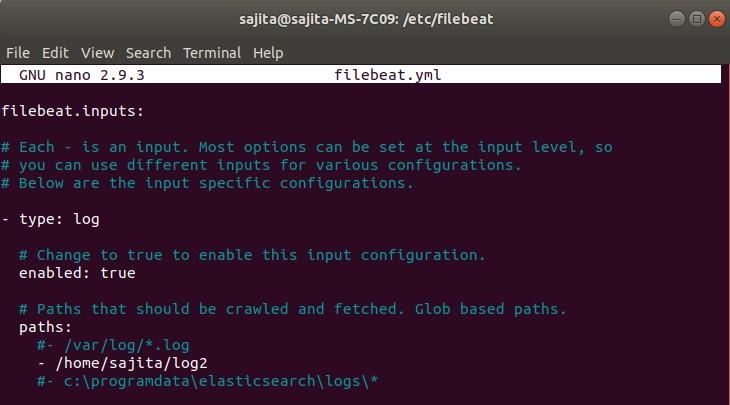 sajita@sajita-MS-7C09: /etc/filebeat
File Edit View Search Terminal Help
GNU nano 2.9.3 filebeat.yml
filebeat.inputs:
# Each - is an input. Most options can be set at the input level, so
# you can use different inputs for various configurations.
# Below are the input specific configurations.
- type: log
# Change to true to enable this input configuration.
enabled: true
# Paths that should be crawled and fetched. Glob based paths.
paths:
#- /var/log/*.log
- /home/sajita/log2
#- c:\programdata\elasticsearch\logs\*